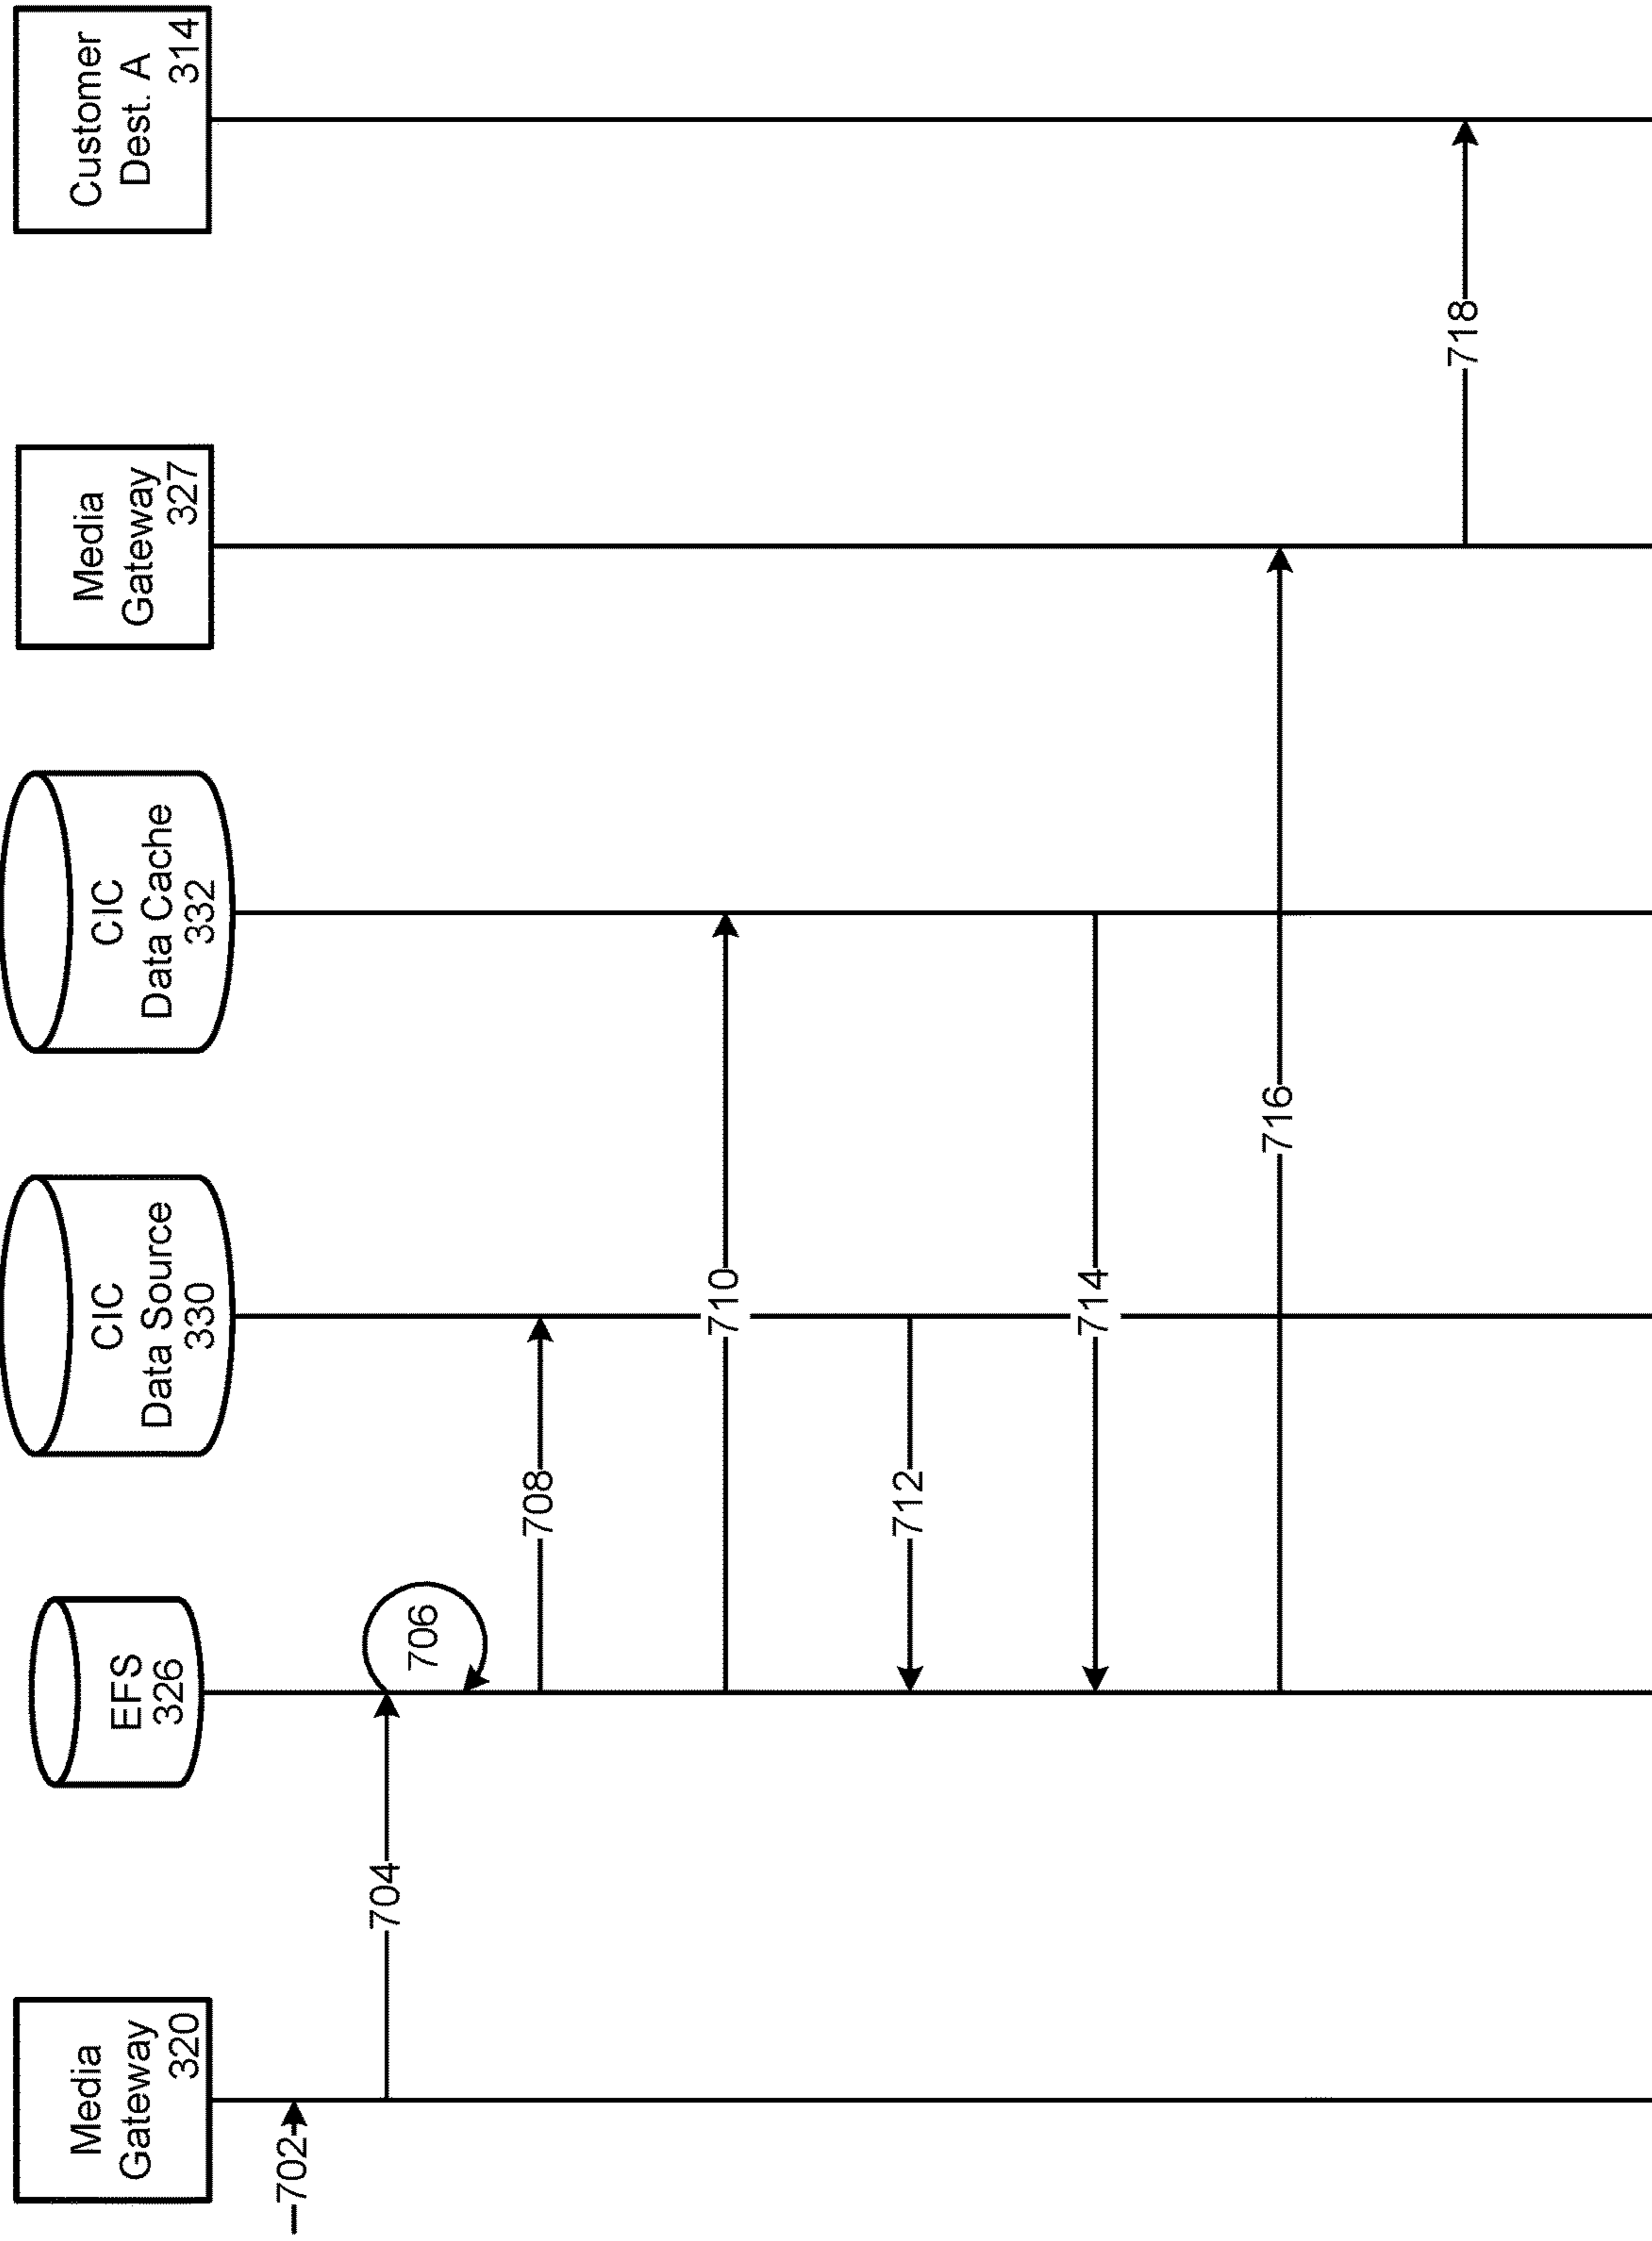 Media
Gateway
320
EFS
326
CIC
Data Source
330
CIC
Data Cache
332
Media
Gateway
327
Customer
Dest. A
314
702
704
706
708
710
712
714
716
718